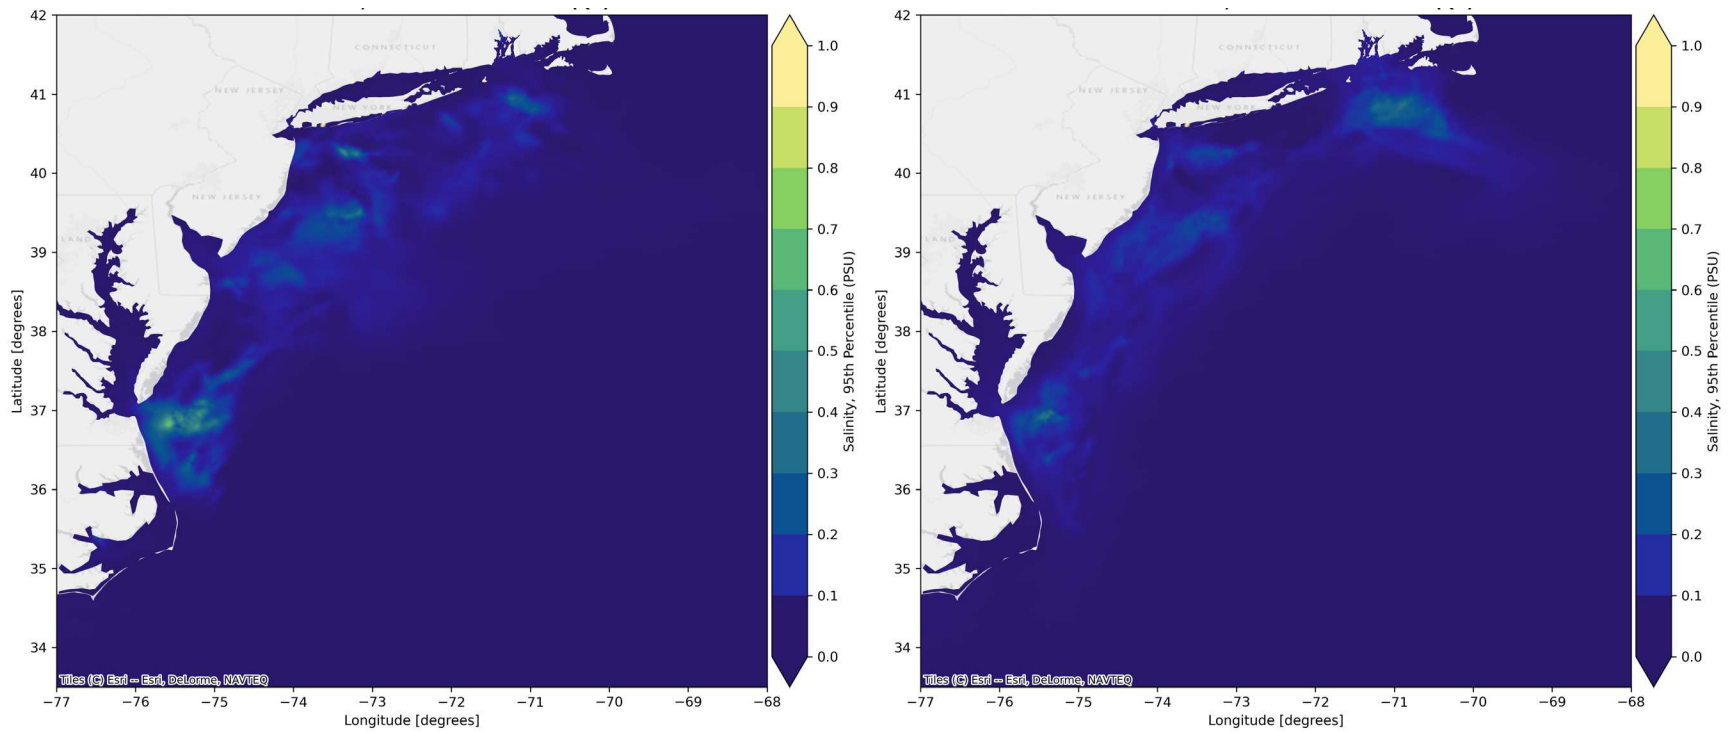 42
41
40
39
38
37
36
35
34
Latitude [degrees]
CONNECTICUT
NEW JERSEY
NEW YORK
NEW JERSEY
LAND
Tiles (C) Esri -- Esri, DeLorme, NAVTEQ
−77 −76 −75 −74 −73 −72 −71 −70 −69 −68
Longitude [degrees]
1.0
0.9
0.8
0.7
0.6
0.5
0.4
0.3
0.2
0.1
0.0
Salinity, 95th Percentile (PSU)
42
41
40
39
38
37
36
35
34
Latitude [degrees]
CONNECTICUT
NEW JERSEY
NEW YORK
NEW JERSEY
LAND
Tiles (C) Esri -- Esri, DeLorme, NAVTEQ
−77 −76 −75 −74 −73 −72 −71 −70 −69 −68
Longitude [degrees]
1.0
0.9
0.8
0.7
0.6
0.5
0.4
0.3
0.2
0.1
0.0
Salinity, 95th Percentile (PSU)